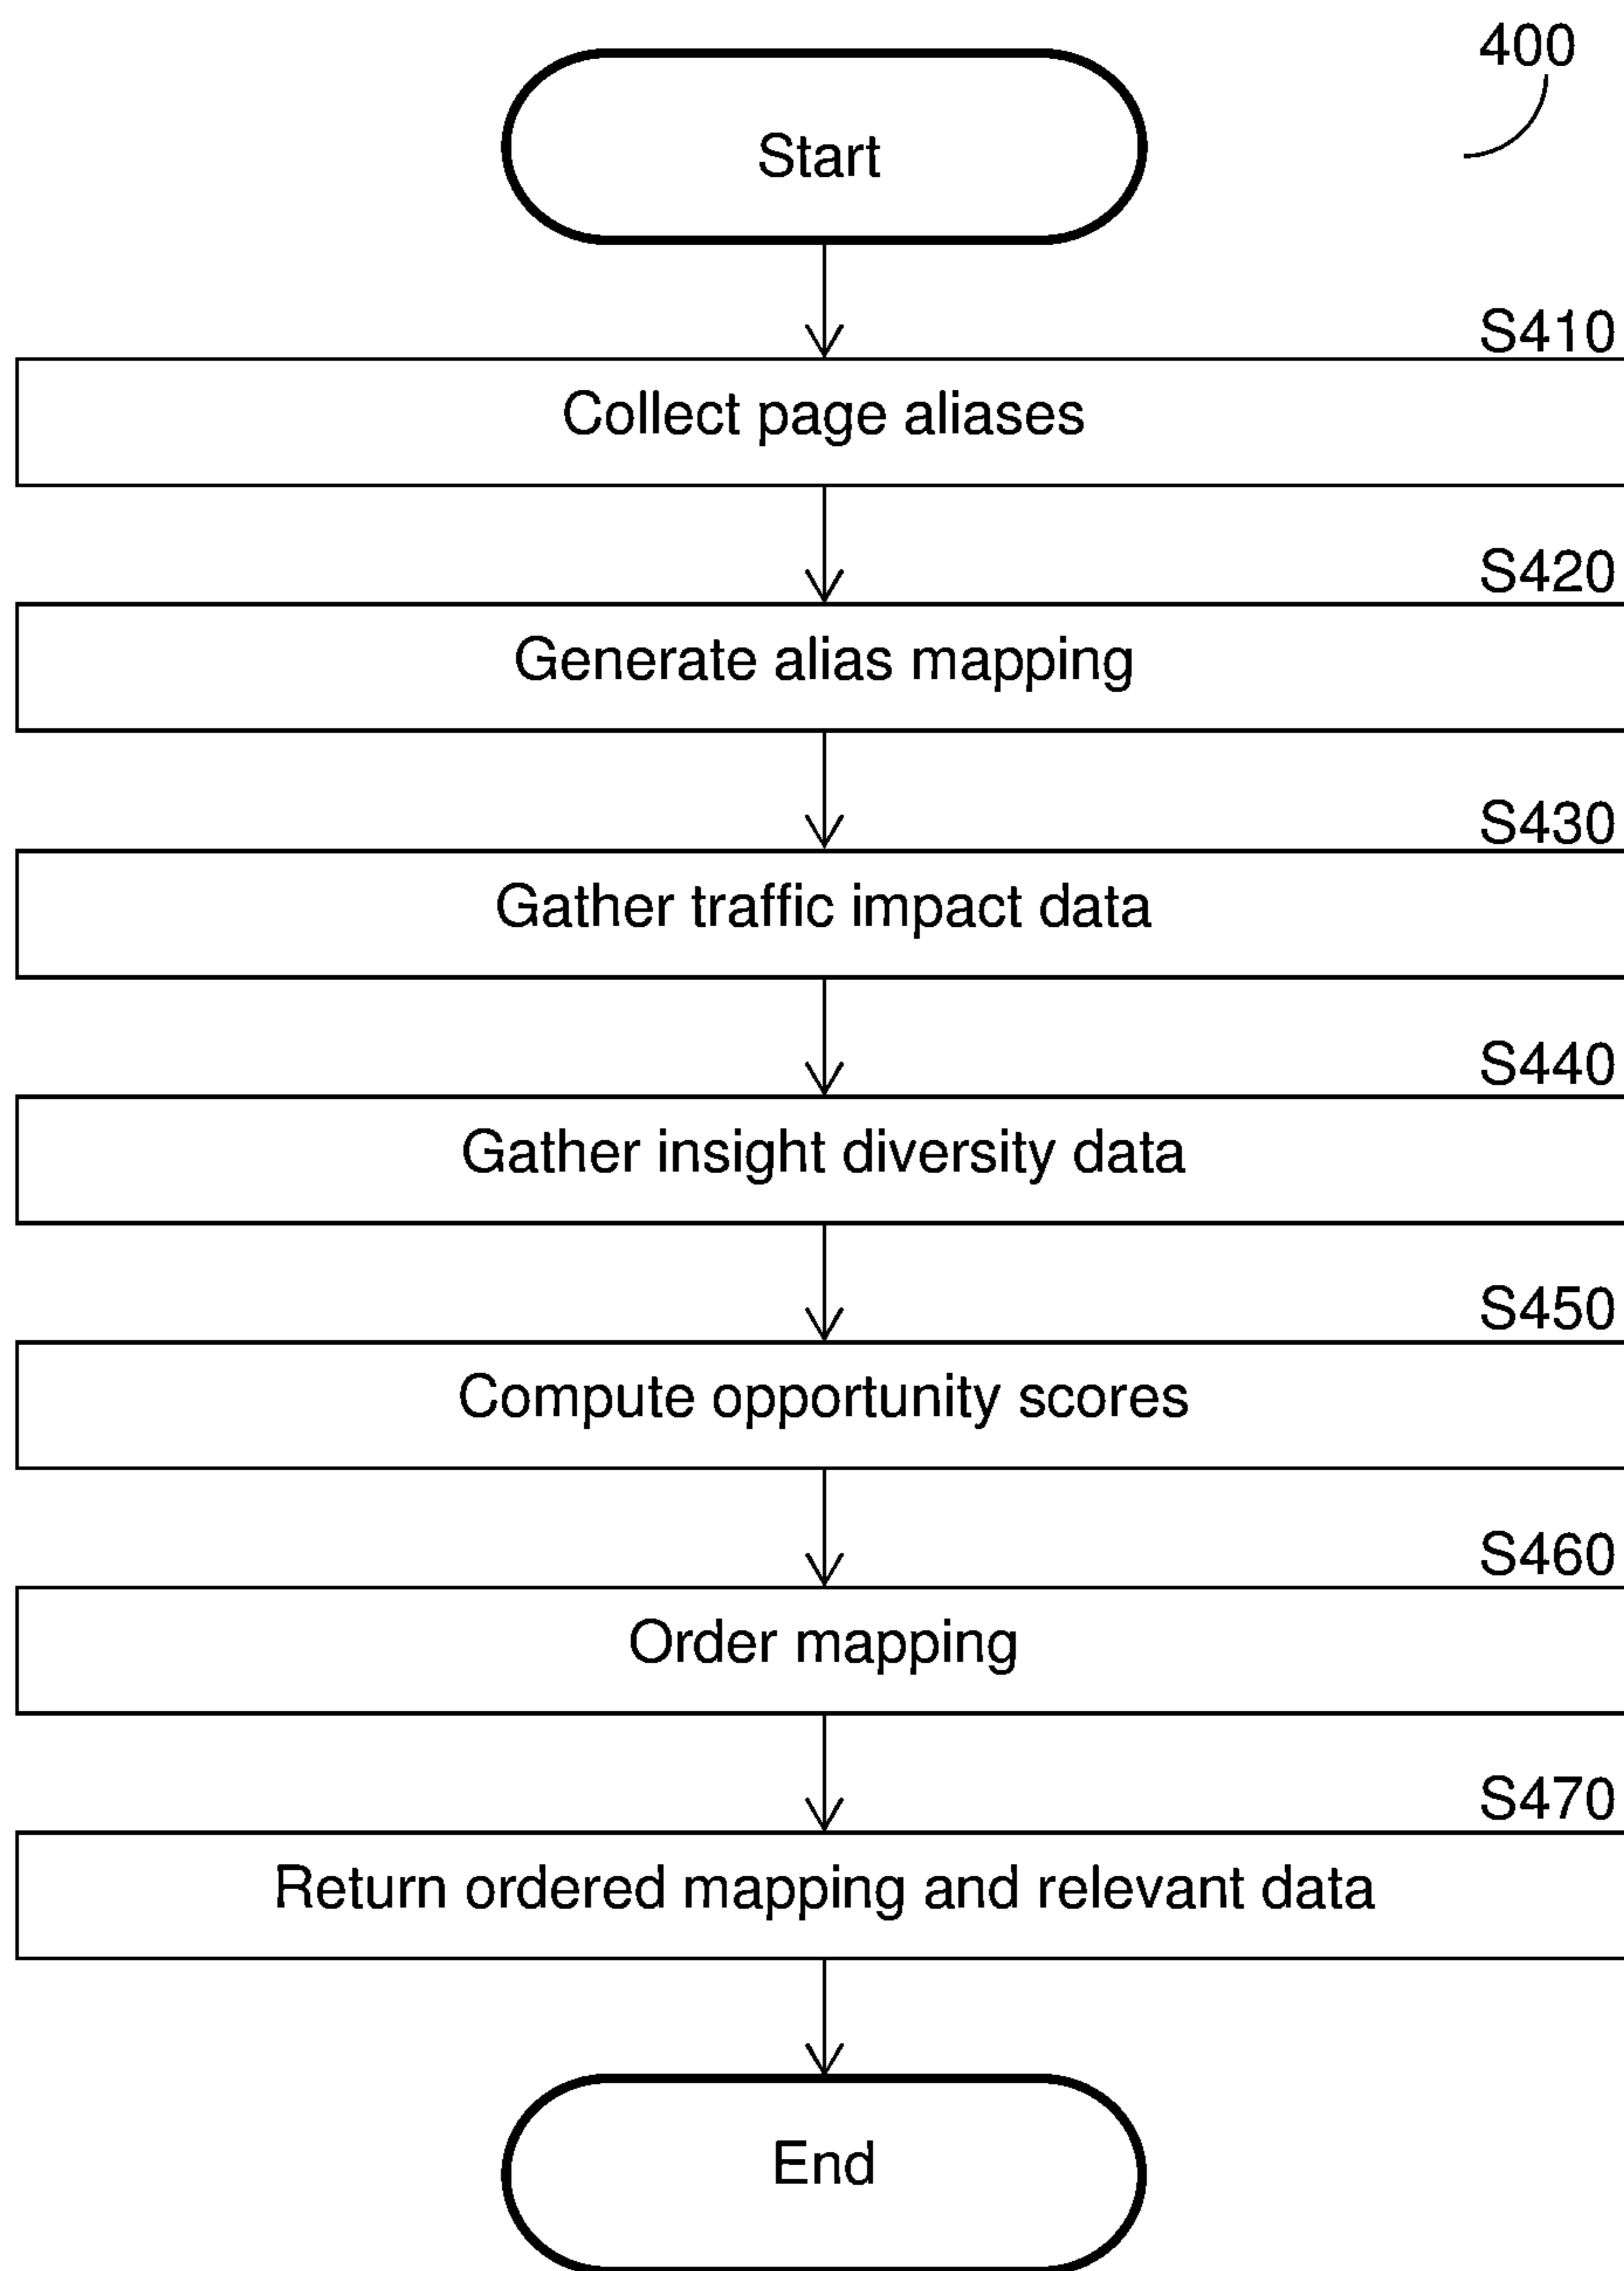 400
Start
S410
Collect page aliases
S420
Generate alias mapping
S430
Gather traffic impact data
S440
Gather insight diversity data
S450
Compute opportunity scores
S460
Order mapping
S470
Return ordered mapping and relevant data
End